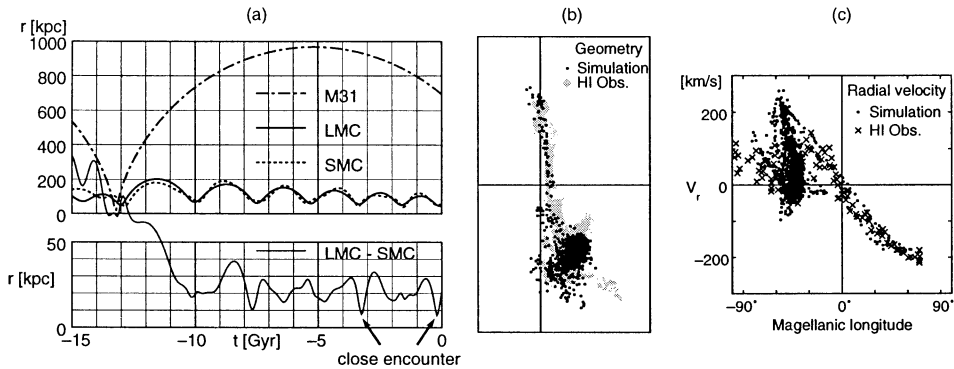 (a)
r [kpc]
1000
800
600
400
200
0
M31
LMC
SMC
50
r [kpc]
0
LMC - SMC
−15
−10
t [Gyr]
−5
0
close encounter
(b)
Geometry
Simulation
HI Obs.
(c)
[km/s]
Radial velocity
Simulation
HI Obs.
200
V r
0
−200
−90°
0°
90°
Magellanic longitude